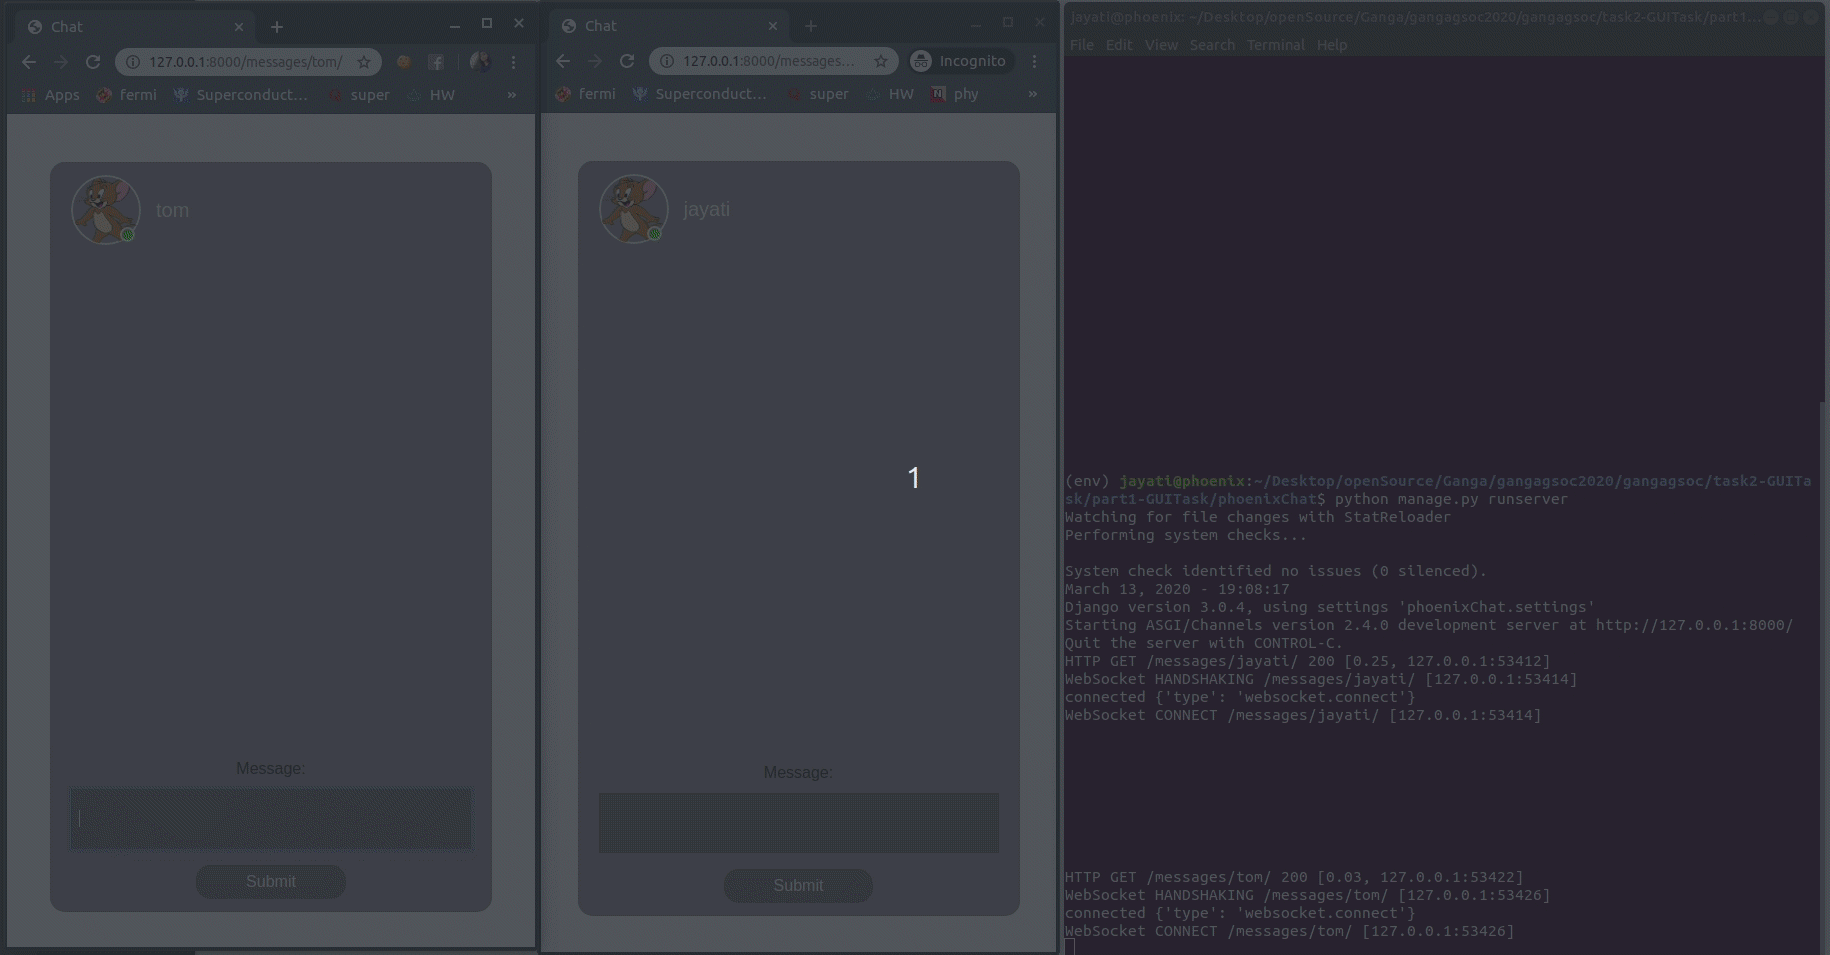 Chat
127.0.0.1:8000/messages/tom/
Apps fermi Superconduct... super HW »
tom
Message:
Submit
Chat
127.0.0.1:8000/messages... Incognito
fermi Superconduct... super HW phy »
jayati
1
Message:
Submit
jayati@phoenix: ~/Desktop/openSource/Ganga/gangagsoc2020/gangagsoc/task2-GUITask/part1...
File Edit View Search Terminal Help
(env) jayati@phoenix:~/Desktop/openSource/Ganga/gangagsoc2020/gangagsoc/task2-GUITa
sk/part1-GUITask/phoenixChat$ python manage.py runserver
Watching for file changes with StatReloader
Performing system checks...
System check identified no issues (0 silenced).
March 13, 2020 - 19:08:17
Django version 3.0.4, using settings 'phoenixChat.settings'
Starting ASGI/Channels version 2.4.0 development server at http://127.0.0.1:8000/
Quit the server with CONTROL-C.
HTTP GET /messages/jayati/ 200 [0.25, 127.0.0.1:53412]
WebSocket HANDSHAKING /messages/jayati/ [127.0.0.1:53414]
connected {'type': 'websocket.connect'}
WebSocket CONNECT /messages/jayati/ [127.0.0.1:53414]
HTTP GET /messages/tom/ 200 [0.03, 127.0.0.1:53422]
WebSocket HANDSHAKING /messages/tom/ [127.0.0.1:53426]
connected {'type': 'websocket.connect'}
WebSocket CONNECT /messages/tom/ [127.0.0.1:53426]